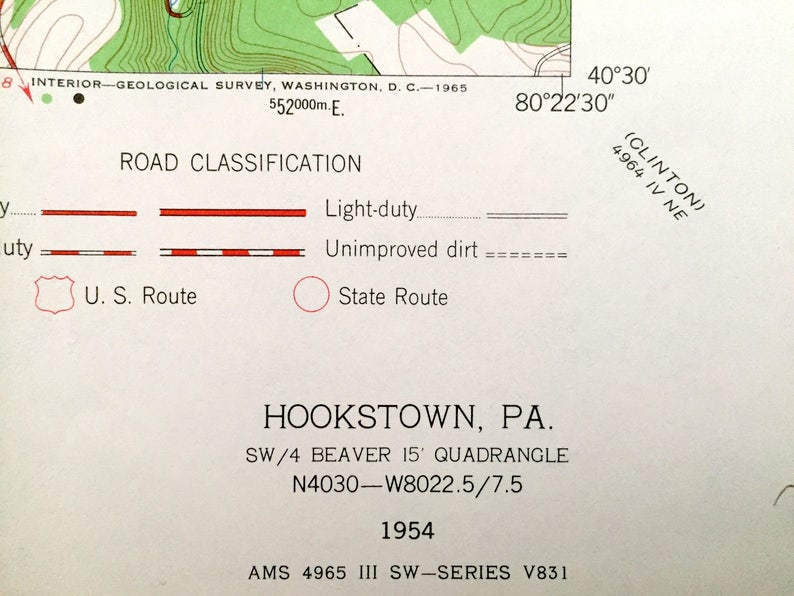 8 INTERIOR—GEOLOGICAL SURVEY, WASHINGTON, D. C.—1965
40°30'
552000m.E.
80°22'30"
(CLINTON)
4964 IV NE
ROAD CLASSIFICATION
y...... Light-duty
uty Unimproved dirt
U. S. Route State Route
HOOKSTOWN, PA.
SW/4 BEAVER 15' QUADRANGLE
N4030—W8022.5/7.5
1954
AMS 4965 III SW—SERIES V831